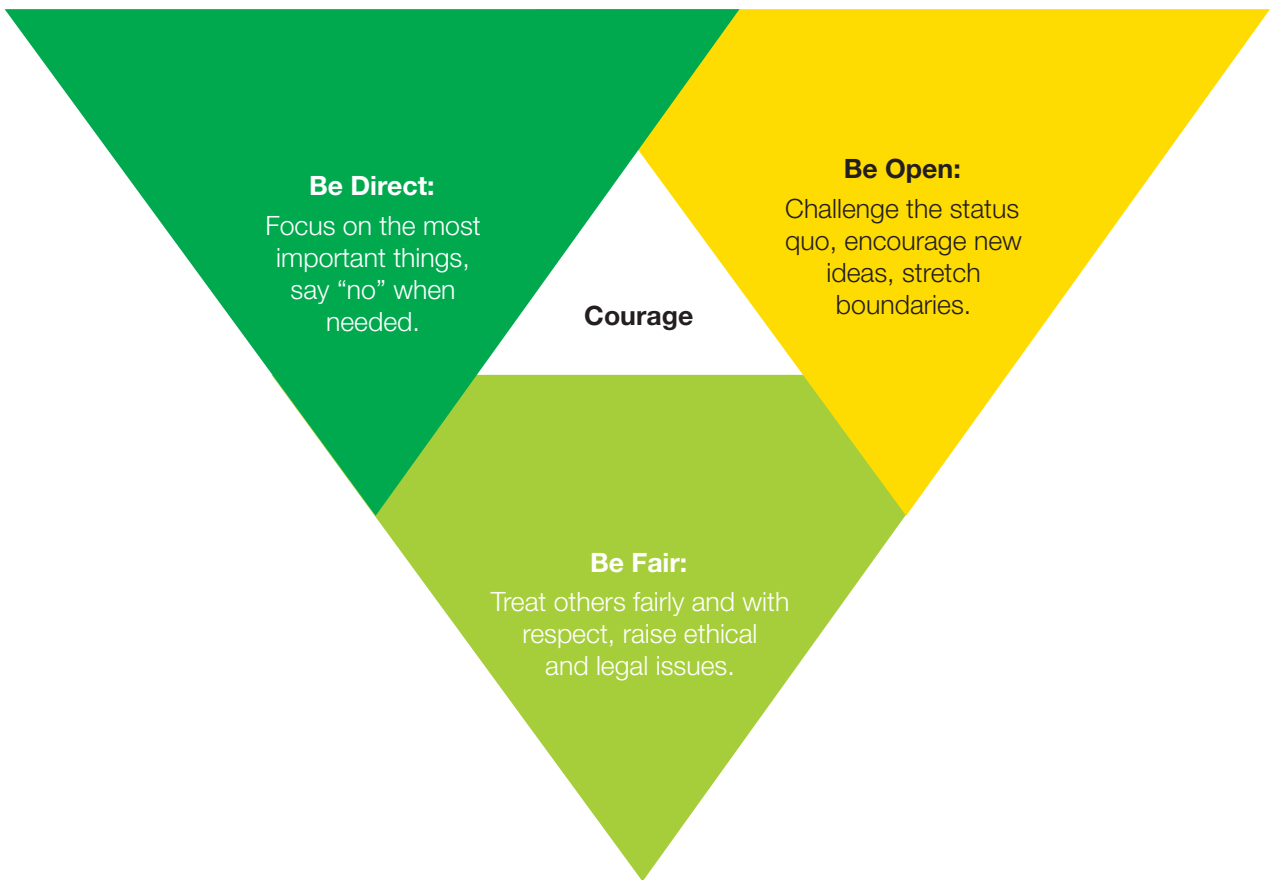 Be Direct:
Focus on the most
important things,
say “no” when
needed.
Be Open:
Challenge the status
quo, encourage new
ideas, stretch
boundaries.
Courage
Be Fair:
Treat others fairly and with
respect, raise ethical
and legal issues.